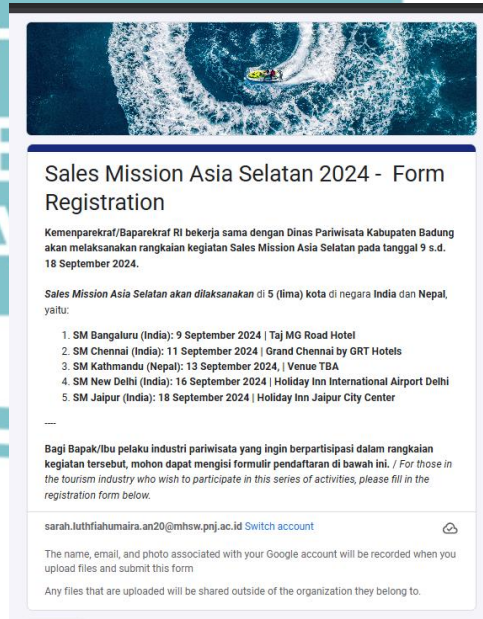 Sales Mission Asia Selatan 2024 - Form
Registration
Kemenparekraf/Baparekraf RI bekerja sama dengan Dinas Pariwisata Kabupaten Badung
akan melaksanakan rangkaian kegiatan Sales Mission Asia Selatan pada tanggal 9 s.d.
18 September 2024.
Sales Mission Asia Selatan akan dilaksanakan di 5 (lima) kota di negara India dan Nepal,
yaitu:
1. SM Bangaluru (India): 9 September 2024 | Taj MG Road Hotel
2. SM Chennai (India): 11 September 2024 | Grand Chennai by GRT Hotels
3. SM Kathmandu (Nepal): 13 September 2024, | Venue TBA
4. SM New Delhi (India): 16 September 2024 | Holiday Inn International Airport Delhi
5. SM Jaipur (India): 18 September 2024 | Holiday Inn Jaipur City Center
----
Bagi Bapak/Ibu pelaku industri pariwisata yang ingin berpartisipasi dalam rangkaian
kegiatan tersebut, mohon dapat mengisi formulir pendaftaran di bawah ini. / For those in
the tourism industry who wish to participate in this series of activities, please fill in the
registration form below.
sarah.luthfiahumaira.an20@mhsw.pnj.ac.id Switch account
The name, email, and photo associated with your Google account will be recorded when you
upload files and submit this form
Any files that are uploaded will be shared outside of the organization they belong to.